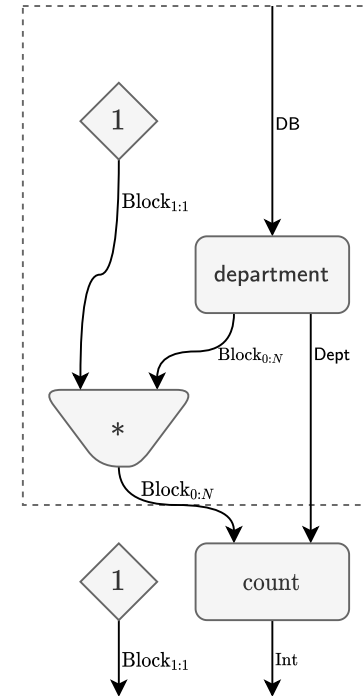 DB
1
Block1:1
department
Block0:N
Dept
*
Block0:N
1
count
Block1:1
Int